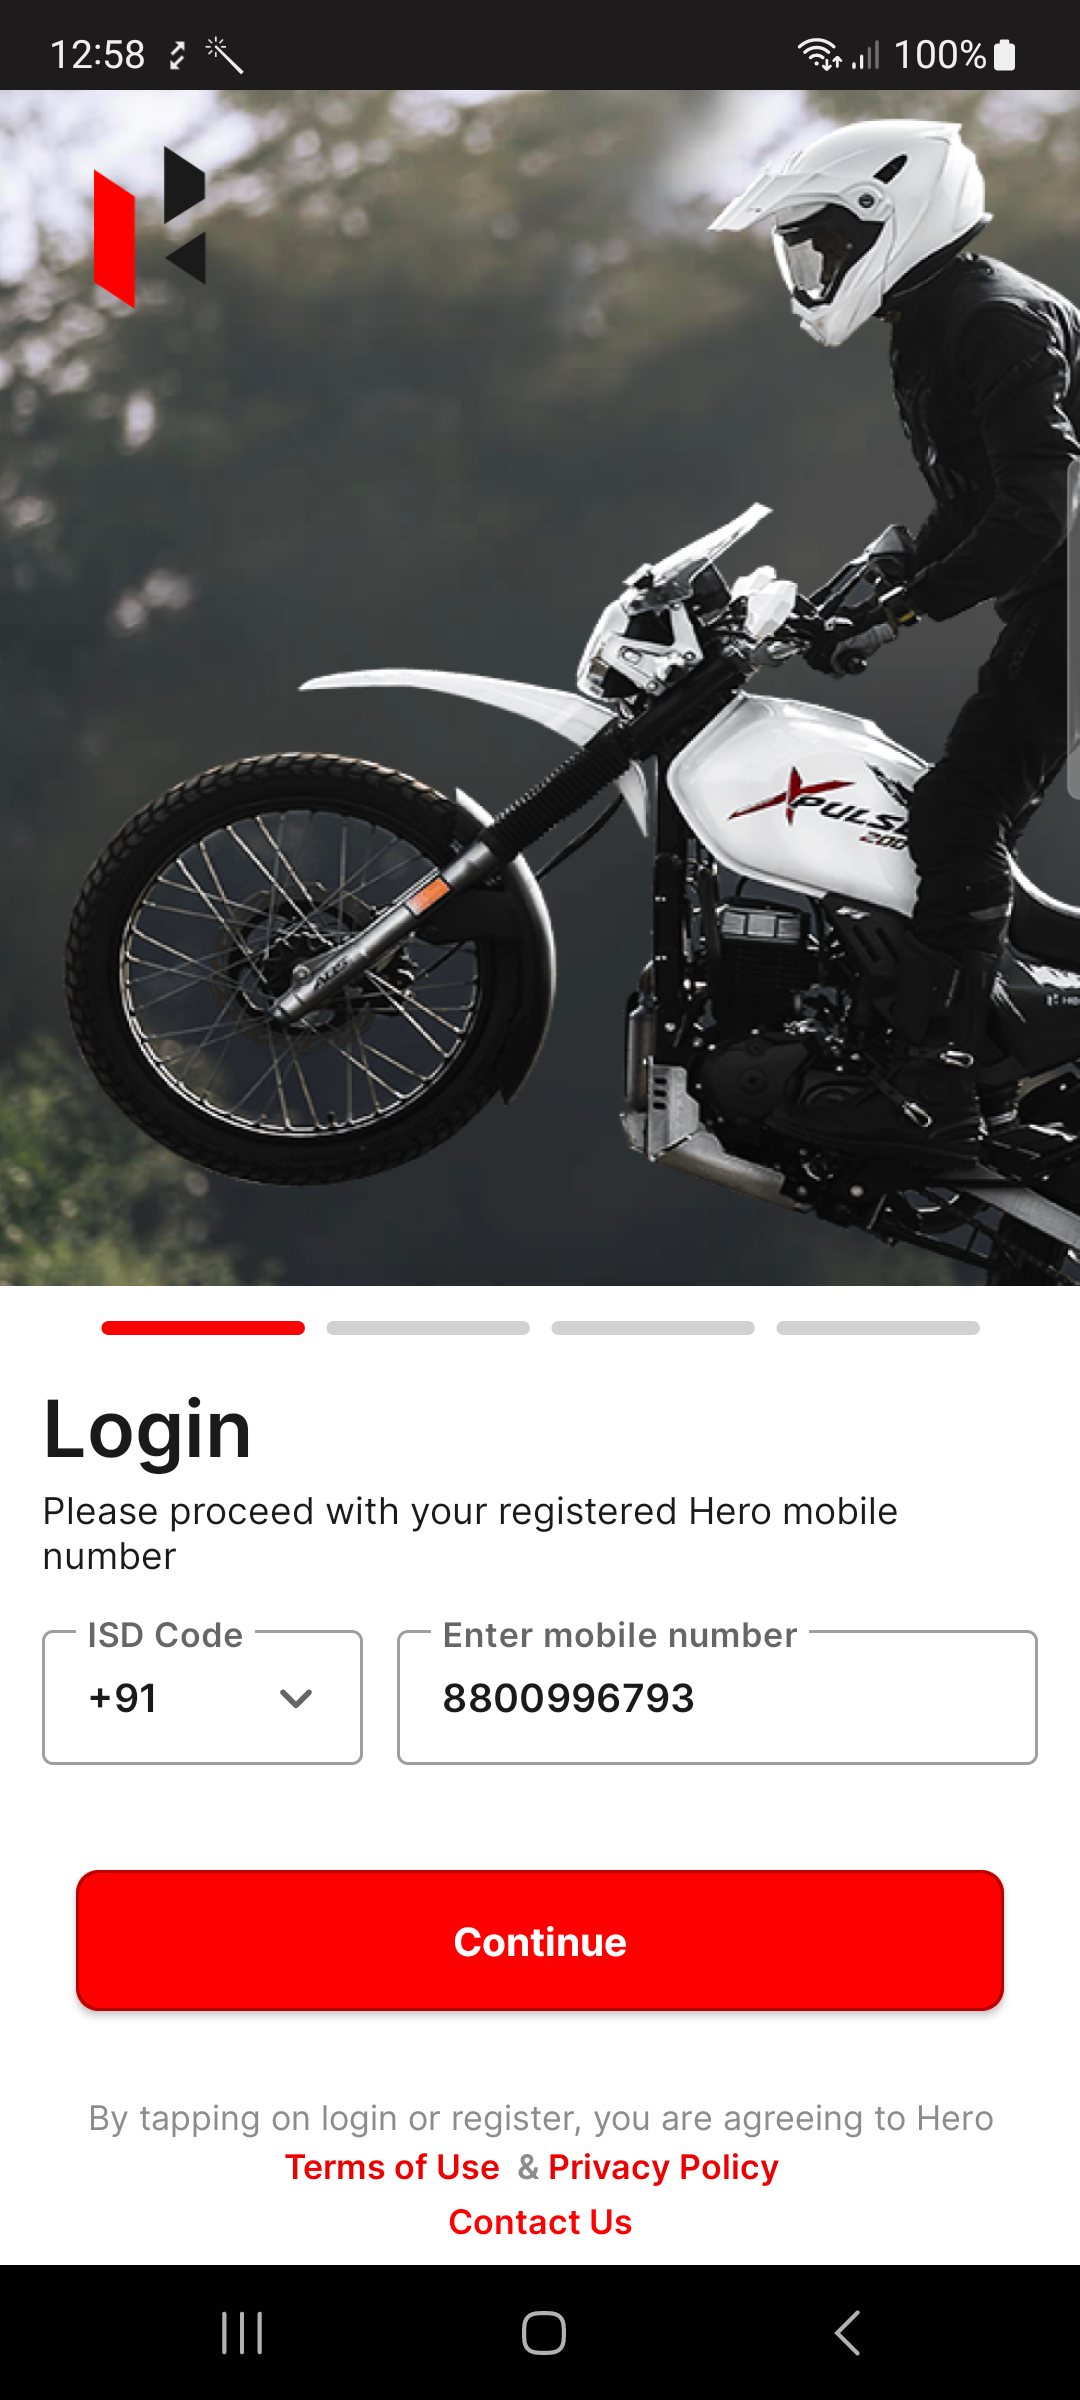 12:58
100%
XPULSE
200
Login
Please proceed with your registered Hero mobile
number
ISD Code
Enter mobile number
+91
8800996793
Continue
By tapping on login or register, you are agreeing to Hero
Terms of Use & Privacy Policy
Contact Us